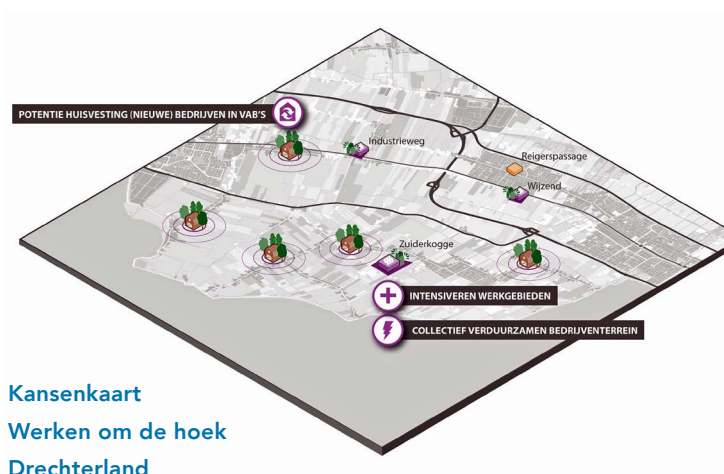 POTENTIE HUISVESTING (NIEUWE) BEDRIJVEN IN VAB'S
Industrieweg
Reigerspassage
Wijzend
Zuiderkogge
INTENSIVEREN WERKGEBIEDEN
COLLECTIEF VERDUURZAMEN BEDRIJVENTERREIN
Kansenkaart
Werken om de hoek
Drechterland